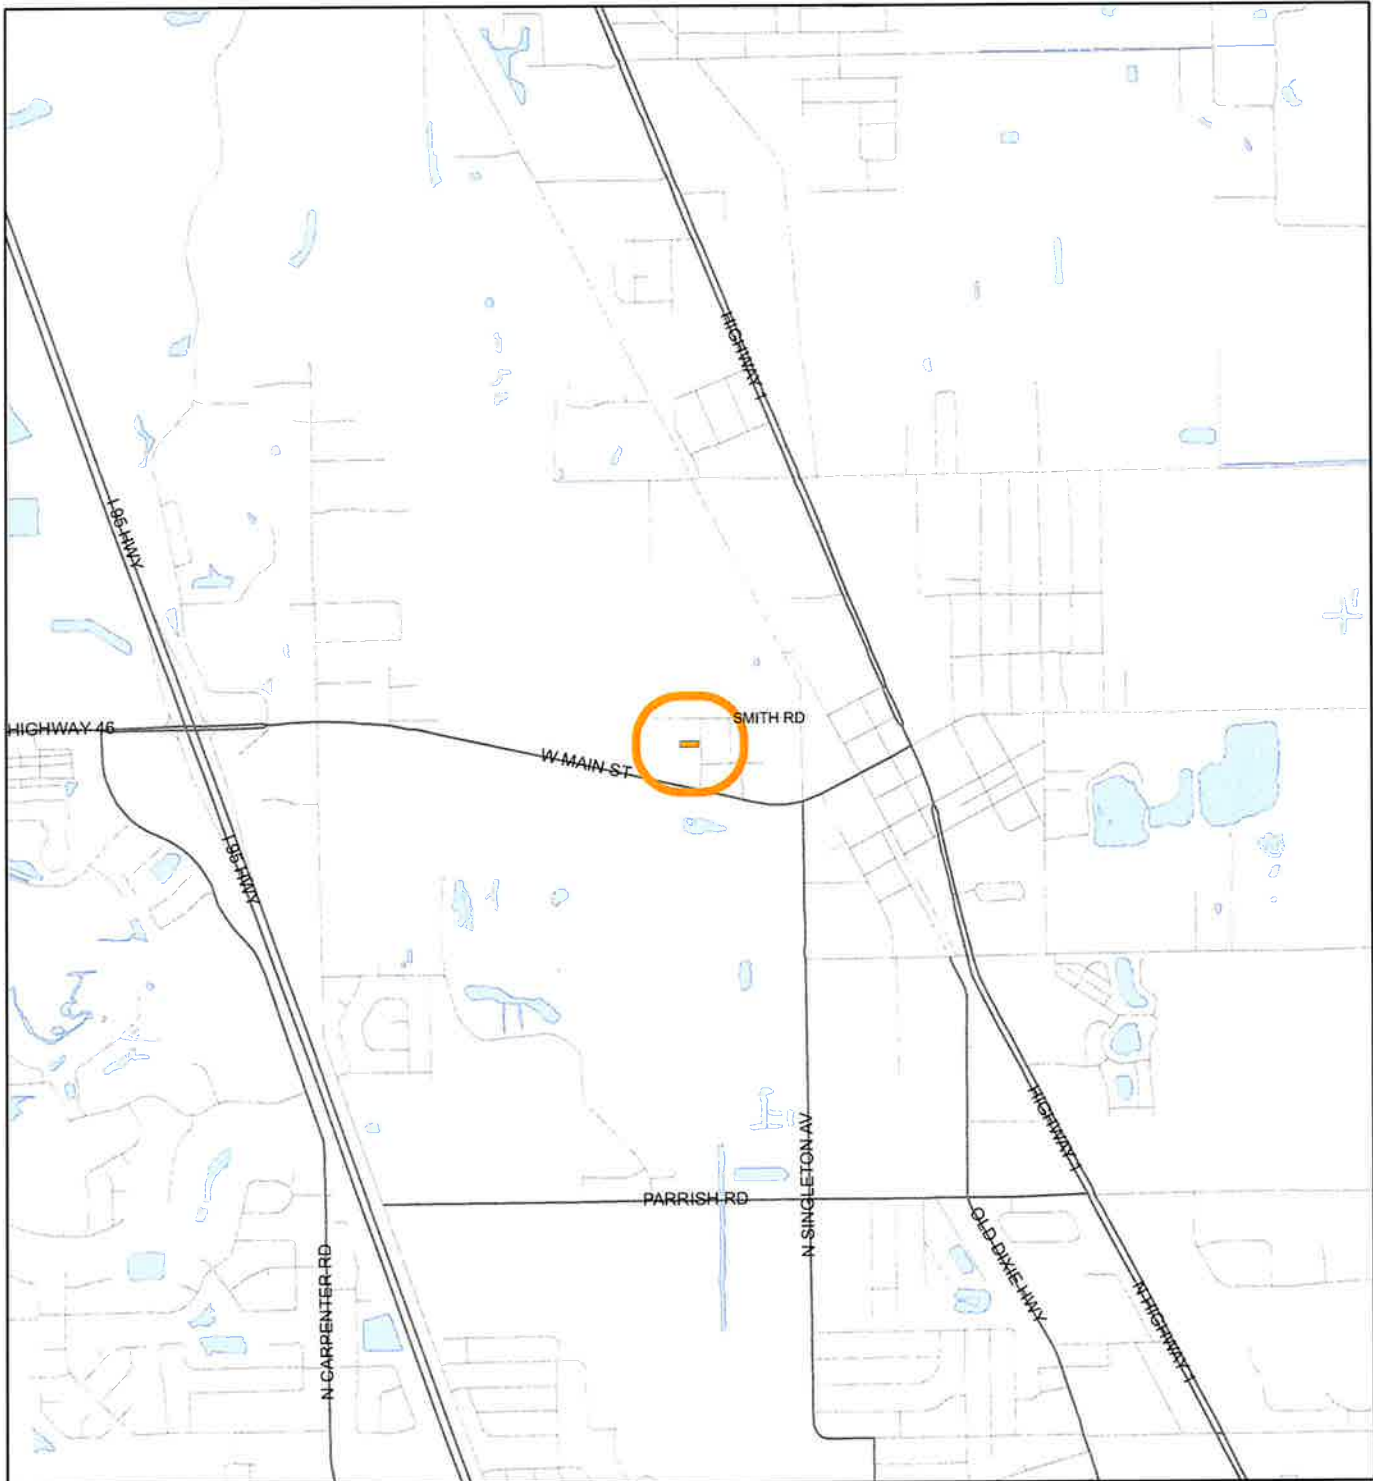 HIGHWAY 1
I 95 HWY
SMITH RD
HIGHWAY 46
W MAIN ST
I 95 HWY
HIGHWAY 1
N SINGLETON AV
PARRISH RD
OLD DIXIE HWY
N CARPENTER RD
N HIGHWAY 1